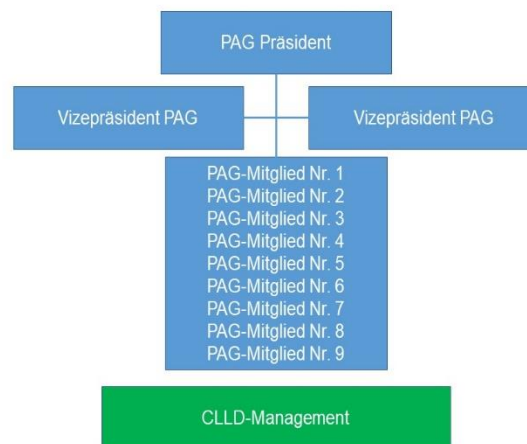 PAG Präsident
Vizepräsident PAG
Vizepräsident PAG
PAG-Mitglied Nr. 1
PAG-Mitglied Nr. 2
PAG-Mitglied Nr. 3
PAG-Mitglied Nr. 4
PAG-Mitglied Nr. 5
PAG-Mitglied Nr. 6
PAG-Mitglied Nr. 7
PAG-Mitglied Nr. 8
PAG-Mitglied Nr. 9
CLLD-Management